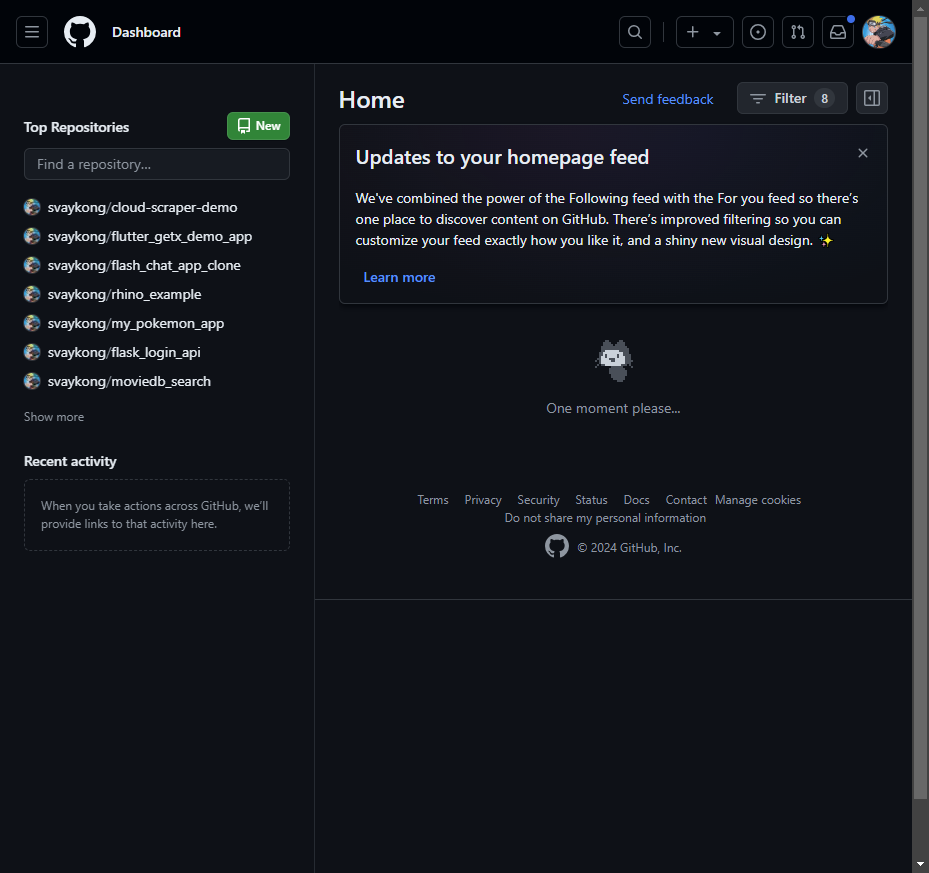 Dashboard
Top Repositories
New
Find a repository...
svaykong/cloud-scraper-demo
svaykong/flutter_getx_demo_app
svaykong/flash_chat_app_clone
svaykong/rhino_example
svaykong/my_pokemon_app
svaykong/flask_login_api
svaykong/moviedb_search
Show more
Recent activity
When you take actions across GitHub, we’ll
provide links to that activity here.
Home
Send feedback
Filter 8
Updates to your homepage feed
We've combined the power of the Following feed with the For you feed so there’s
one place to discover content on GitHub. There’s improved filtering so you can
customize your feed exactly how you like it, and a shiny new visual design. ✨
Learn more
One moment please...
Terms Privacy Security Status Docs Contact Manage cookies
Do not share my personal information
© 2024 GitHub, Inc.